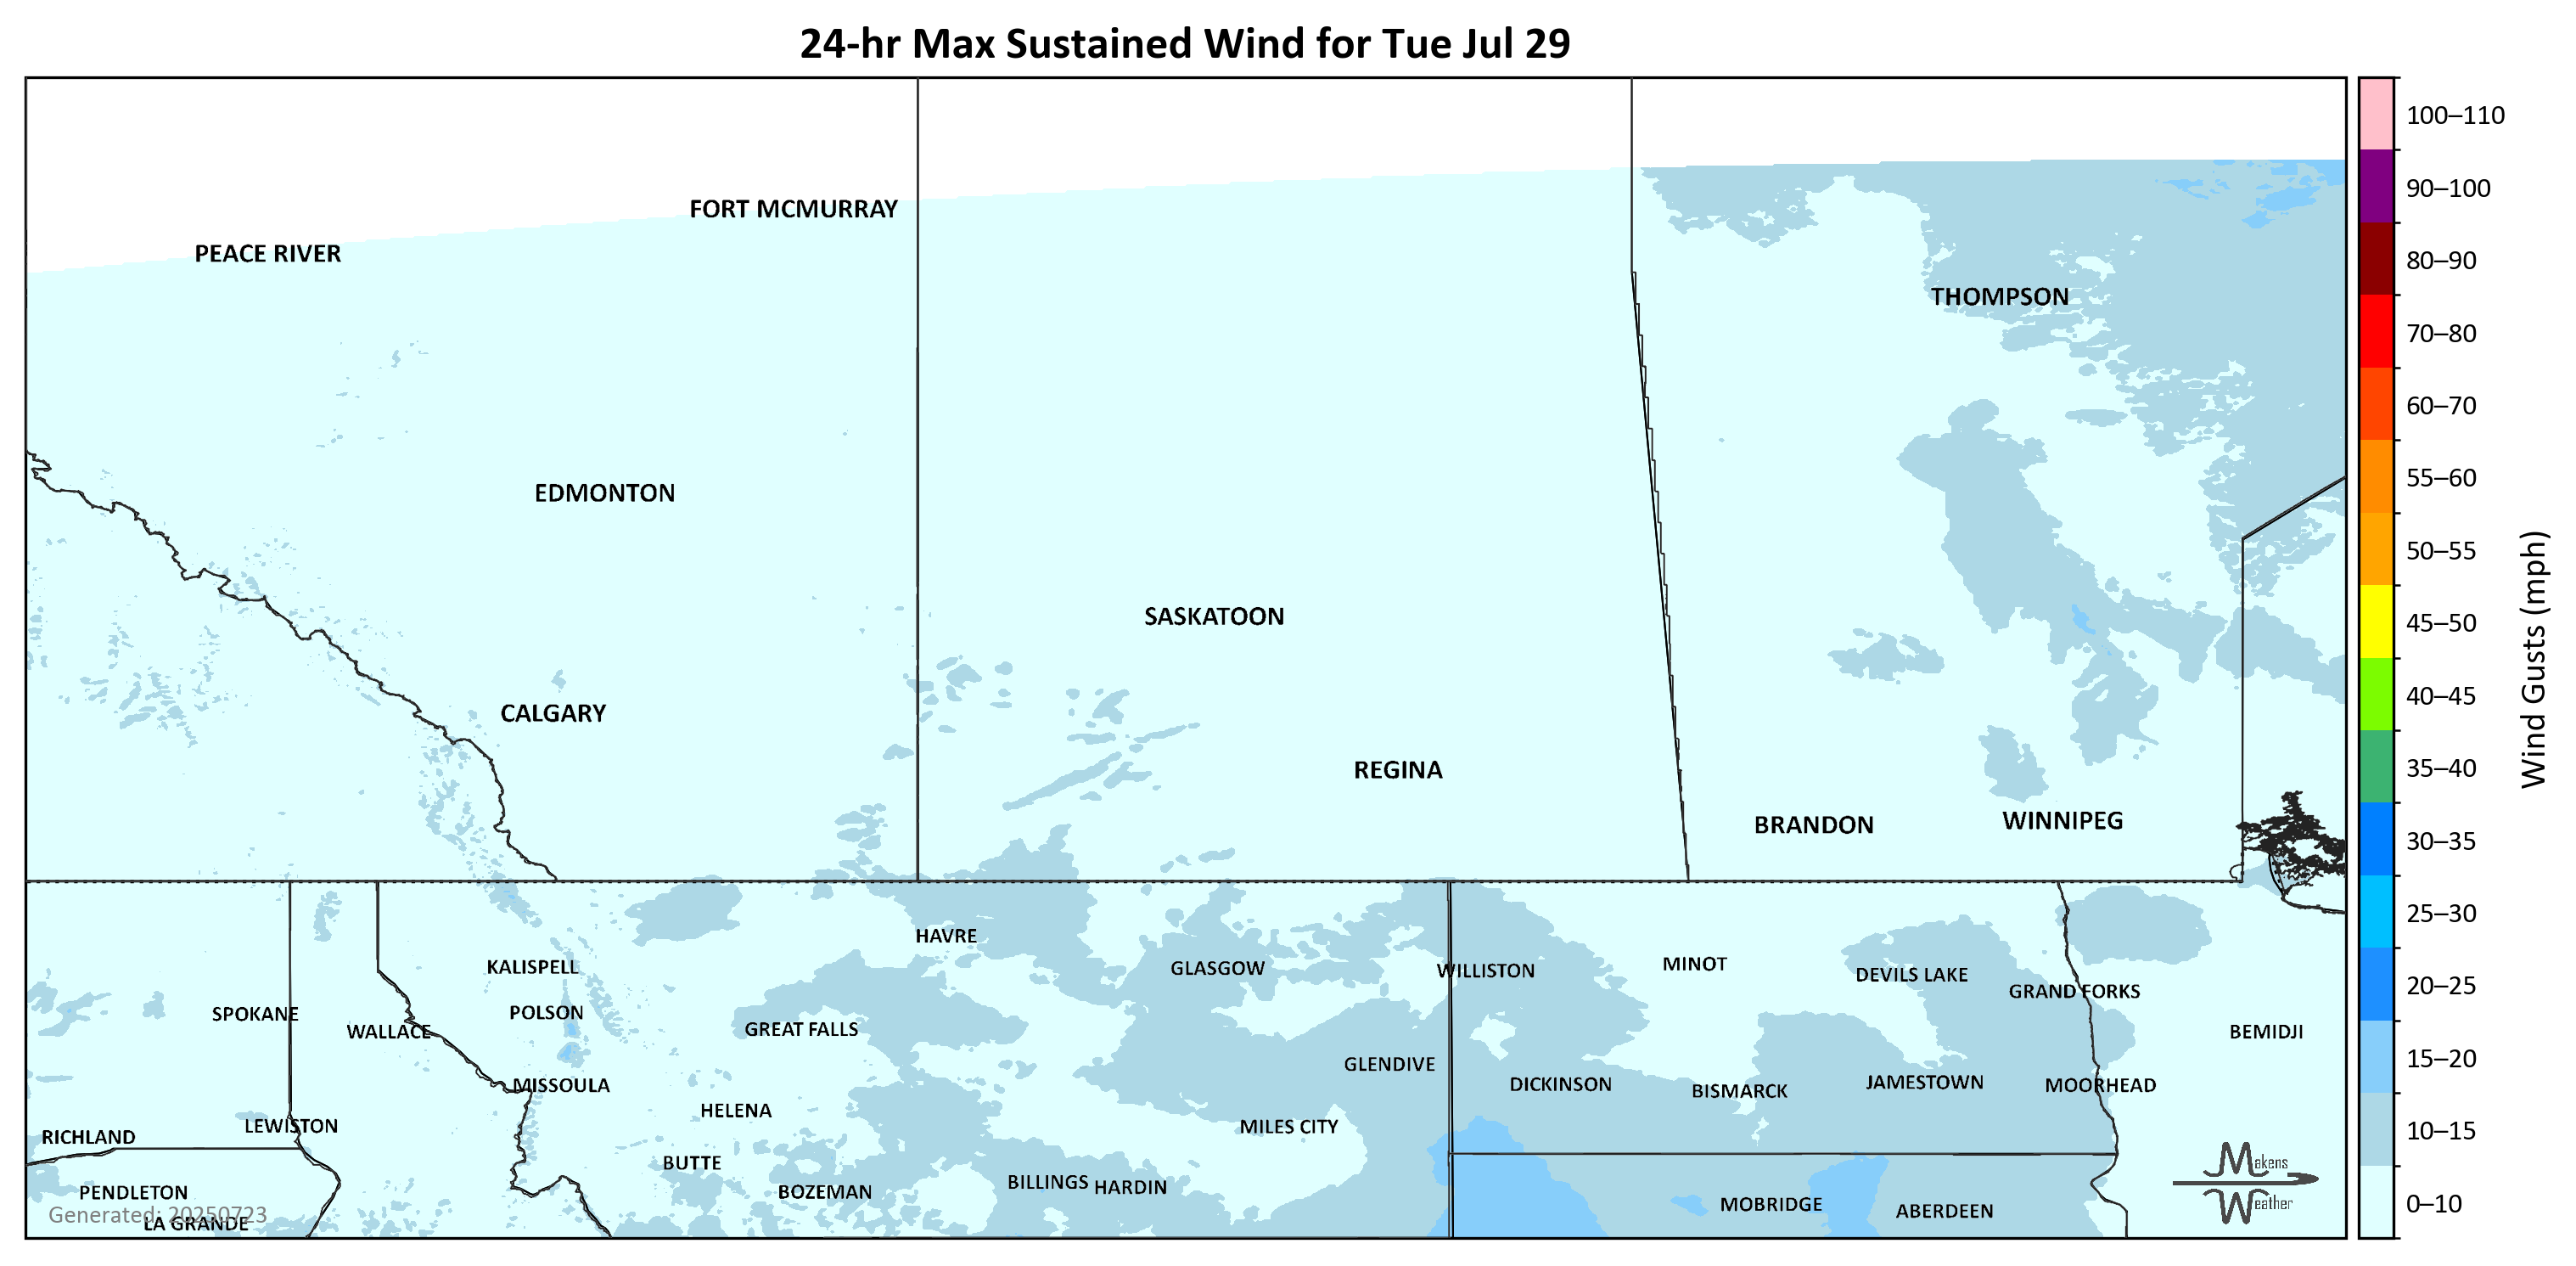 24-hr Max Sustained Wind for Tue Jul 29
100–110
FORT MCMURRAY
90–100
PEACE RIVER
80–90
THOMPSON
70–80
60–70
EDMONTON
55–60
50–55
SASKATOON
45–50
Wind Gusts (mph)
CALGARY
40–45
REGINA
35–40
BRANDON
WINNIPEG
30–35
25–30
HAVRE
KALISPELL
GLASGOW
WILLISTON
MINOT
DEVILS LAKE
GRAND FORKS
20–25
SPOKANE
POLSON
WALLACE
GREAT FALLS
BEMIDJI
15–20
GLENDIVE
MISSOULA
DICKINSON
BISMARCK
JAMESTOWN
MOORHEAD
HELENA
LEWISTON
MILES CITY
10–15
RICHLAND
BUTTE
Makens
PENDLETON
BOZEMAN
BILLINGS
HARDIN
MOBRIDGE
ABERDEEN
Weather
0–10
Generated: 20250723
LA GRANDE